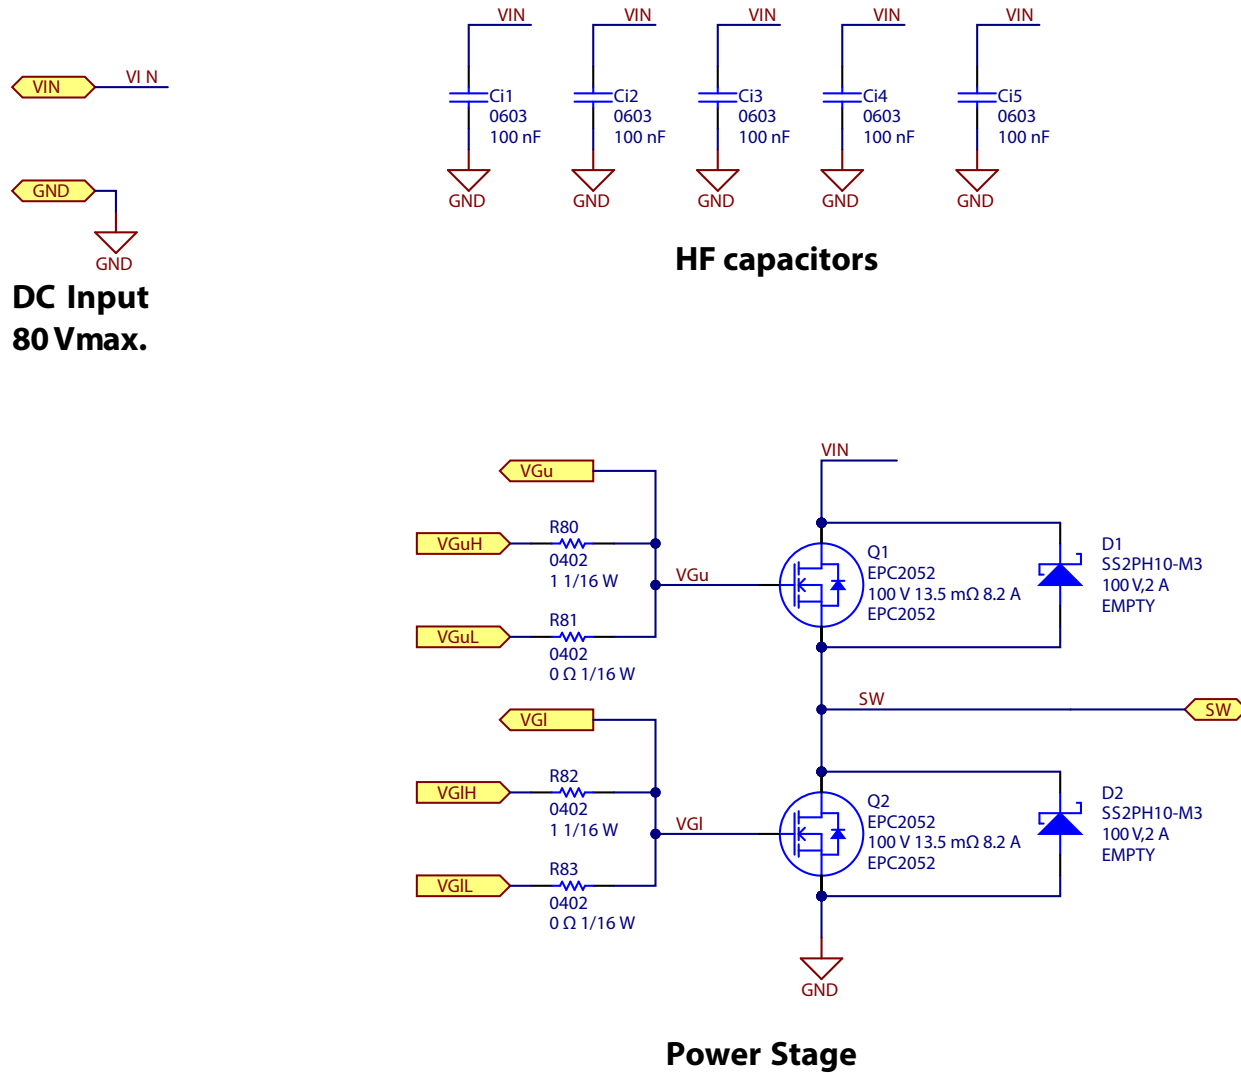 VIN
VI N
GND
GND
DC Input
80 Vmax.
VIN
Ci1
0603
100 nF
GND
VIN
Ci2
0603
100 nF
GND
VIN
Ci3
0603
100 nF
GND
VIN
Ci4
0603
100 nF
GND
VIN
Ci5
0603
100 nF
GND
HF capacitors
VGu
R80
VGuH
0402
1 1/16 W
VGu
R81
VGuL
0402
0 Ω 1/16 W
VIN
Q1
EPC2052
100 V 13.5 mΩ 8.2 A
EPC2052
D1
SS2PH10-M3
100 V,2 A
EMPTY
SW
SW
VGl
R82
VGlH
0402
1 1/16 W
VGl
R83
VGlL
0402
0 Ω 1/16 W
Q2
EPC2052
100 V 13.5 mΩ 8.2 A
EPC2052
D2
SS2PH10-M3
100 V,2 A
EMPTY
GND
Power Stage